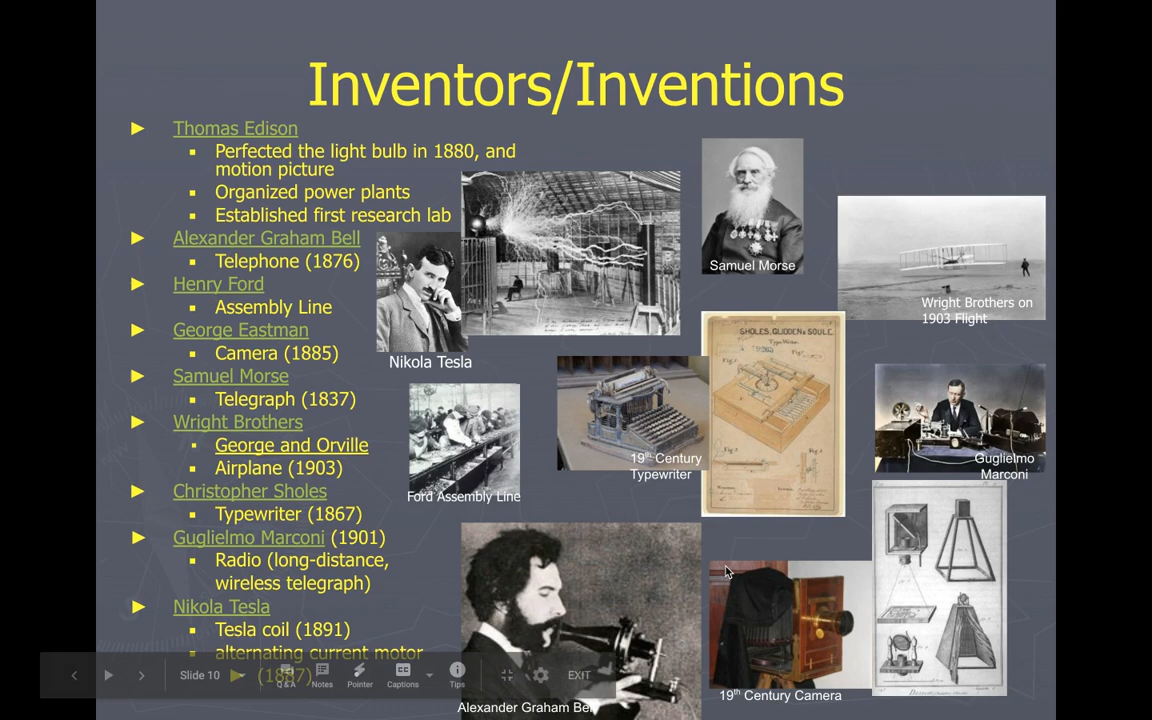 Inventors/Inventions
► Thomas Edison
▪ Perfected the light bulb in 1880, and
motion picture
▪ Organized power plants
▪ Established first research lab
► Alexander Graham Bell
▪ Telephone (1876)
► Henry Ford
▪ Assembly Line
► George Eastman
▪ Camera (1885)
► Samuel Morse
▪ Telegraph (1837)
► Wright Brothers
▪ George and Orville
▪ Airplane (1903)
► Christopher Sholes
▪ Typewriter (1867)
► Guglielmo Marconi (1901)
▪ Radio (long-distance,
wireless telegraph)
► Nikola Tesla
▪ Tesla coil (1891)
▪ alternating current motor
► (1887)
Nikola Tesla
Samuel Morse
Wright Brothers on
1903 Flight
SHOLES, GLIDDEN & SOULE.
Type Writer.
19th Century
Typewriter
Ford Assembly Line
Guglielmo
Marconi
19th Century Camera
Alexander Graham Bell
Slide 10
Q&A
Notes
Pointer
Captions
Tips
EXIT